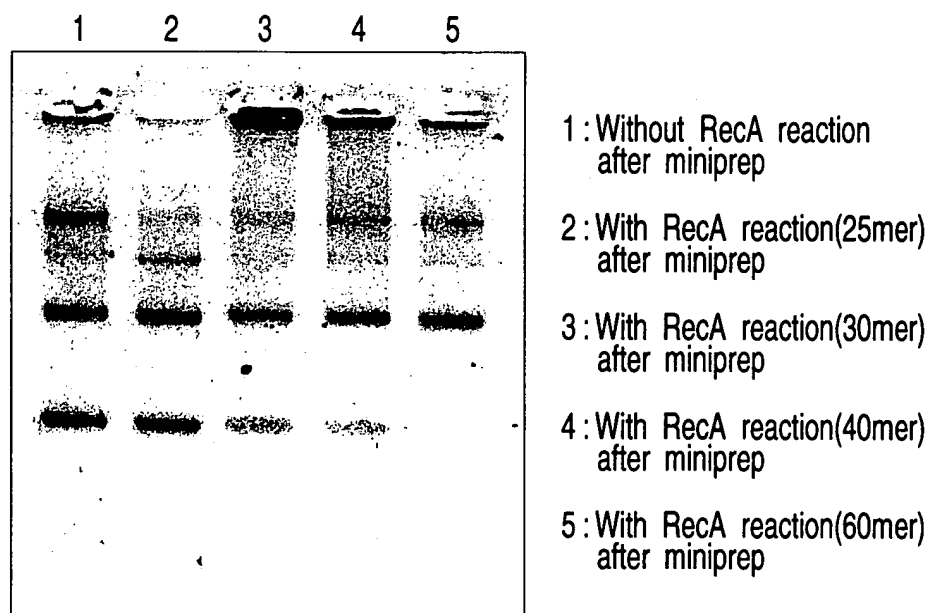 1 2 3 4 5
1 : Without RecA reaction
after miniprep
2 : With RecA reaction(25mer)
after miniprep
3 : With RecA reaction(30mer)
after miniprep
4 : With RecA reaction(40mer)
after miniprep
5 : With RecA reaction(60mer)
after miniprep